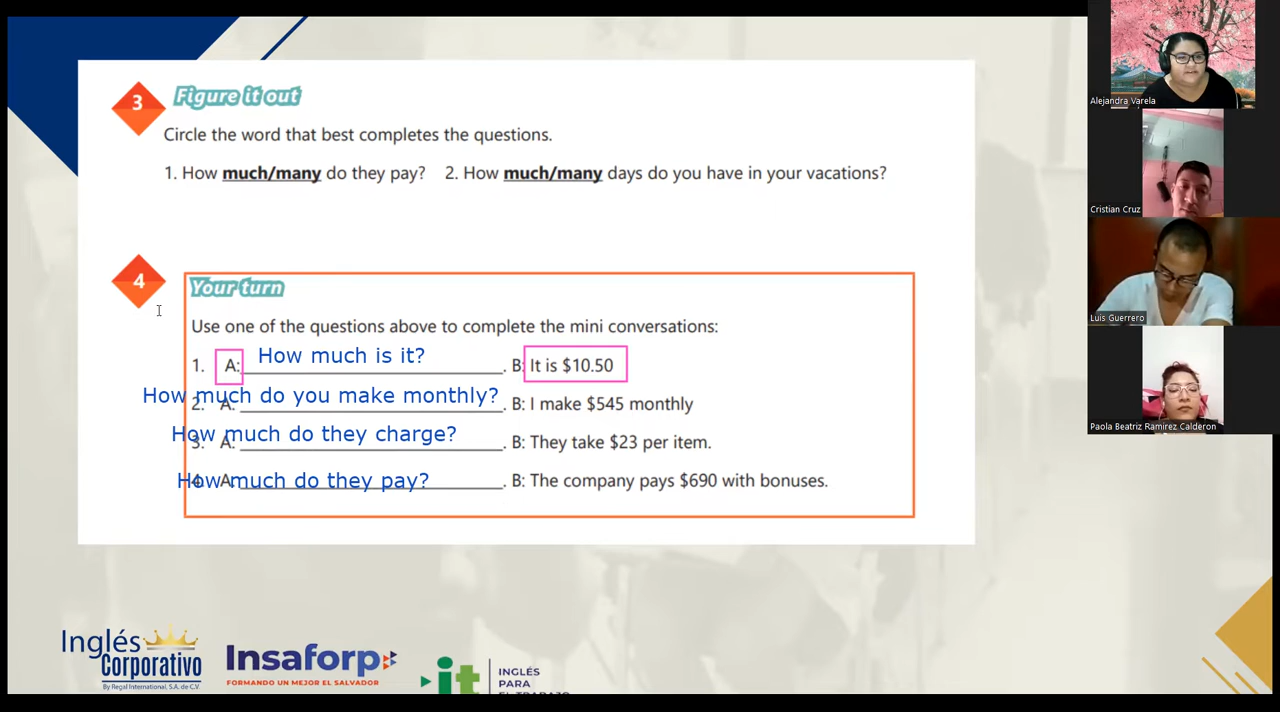 3 Figure it out
Circle the word that best completes the questions.
1. How much/many do they pay? 2. How much/many days do you have in your vacations?
4 Your turn
Use one of the questions above to complete the mini conversations:
1. A: How much is it? . B: It is $10.50
2. A: How much do you make monthly? . B: I make $545 monthly
3. A: How much do they charge? . B: They take $23 per item.
4. A: How much do they pay? . B: The company pays $690 with bonuses.
Alejandra Varela
Cristian Cruz
Luis Guerrero
Paola Beatriz Ramirez Calderon
Inglés
Corporativo
By Regal International, S.A. de C.V.
Insaforp
FORMANDO UN MEJOR EL SALVADOR
it
INGLÉS
PARA
EL TRABAJO